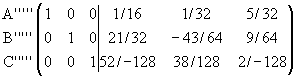 A''''' 1 0 0 1/16 1/32 5/32
B''''' 0 1 0 21/32 -43/64 9/64
C''''' 0 0 1 52/-128 38/128 2/-128